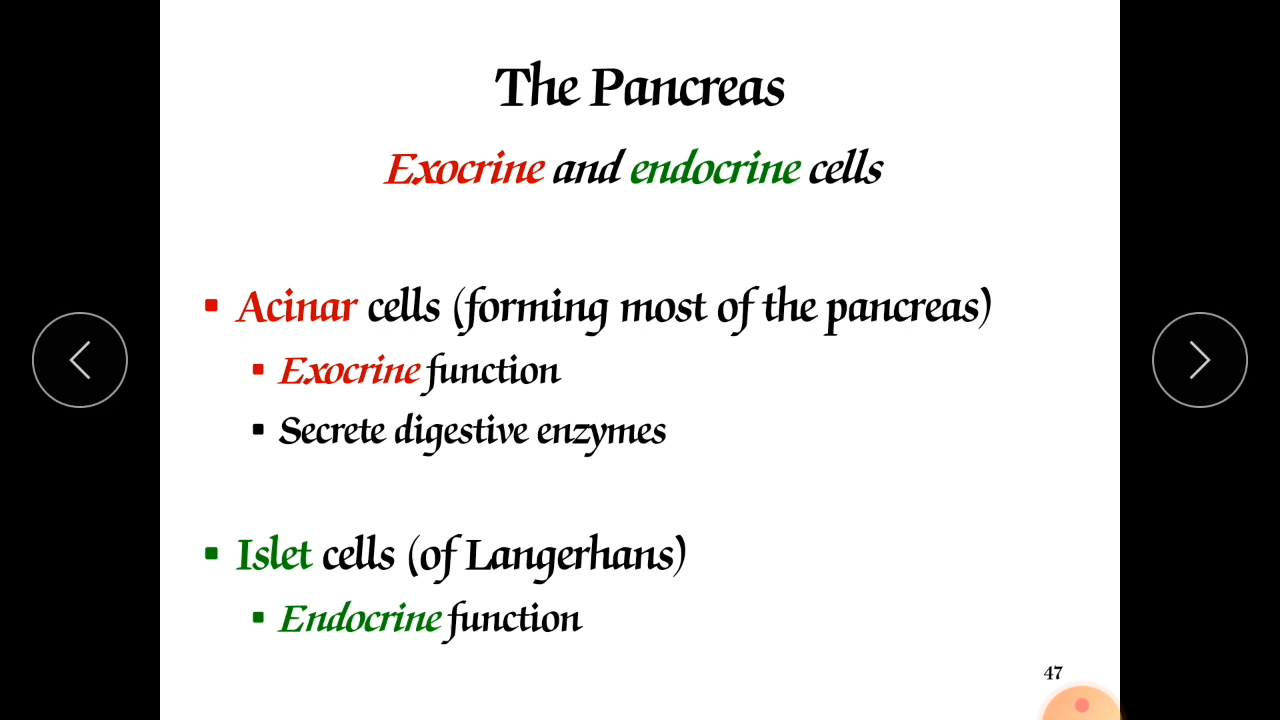 The Pancreas
Exocrine and endocrine cells
▪ Acinar cells (forming most of the pancreas)
▪ Exocrine function
▪ Secrete digestive enzymes
▪ Islet cells (of Langerhans)
▪ Endocrine function
47